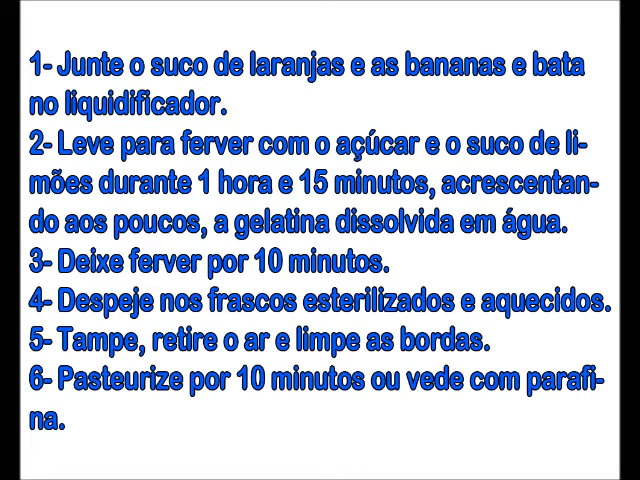 1- Junte o suco de laranjas e as bananas e bata
no liquidificador.
2- Leve para ferver com o açúcar e o suco de li-
mões durante 1 hora e 15 minutos, acrescentan-
do aos poucos, a gelatina dissolvida em água.
3- Deixe ferver por 10 minutos.
4- Despeje nos frascos esterilizados e aquecidos.
5- Tampe, retire o ar e limpe as bordas.
6- Pasteurize por 10 minutos ou vede com parafi-
na.